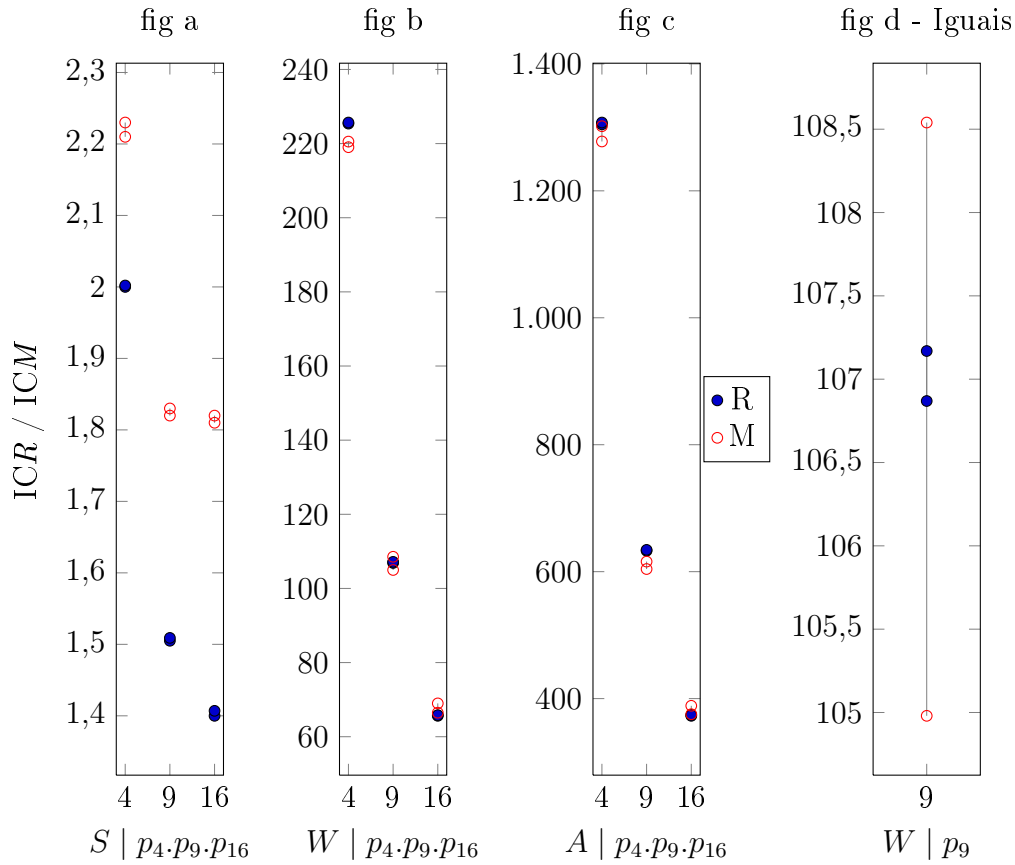 fig a
fig b
fig c
fig d - Iguais
ICR / ICM
2,3
2,2
2,1
2
1,9
1,8
1,7
1,6
1,5
1,4
4 9 16
S | p4.p9.p16
240
220
200
180
160
140
120
100
80
60
4 9 16
W | p4.p9.p16
1.400
1.200
1.000
800
600
400
4 9 16
A | p4.p9.p16
R
M
108,5
108
107,5
107
106,5
106
105,5
105
9
W | p9